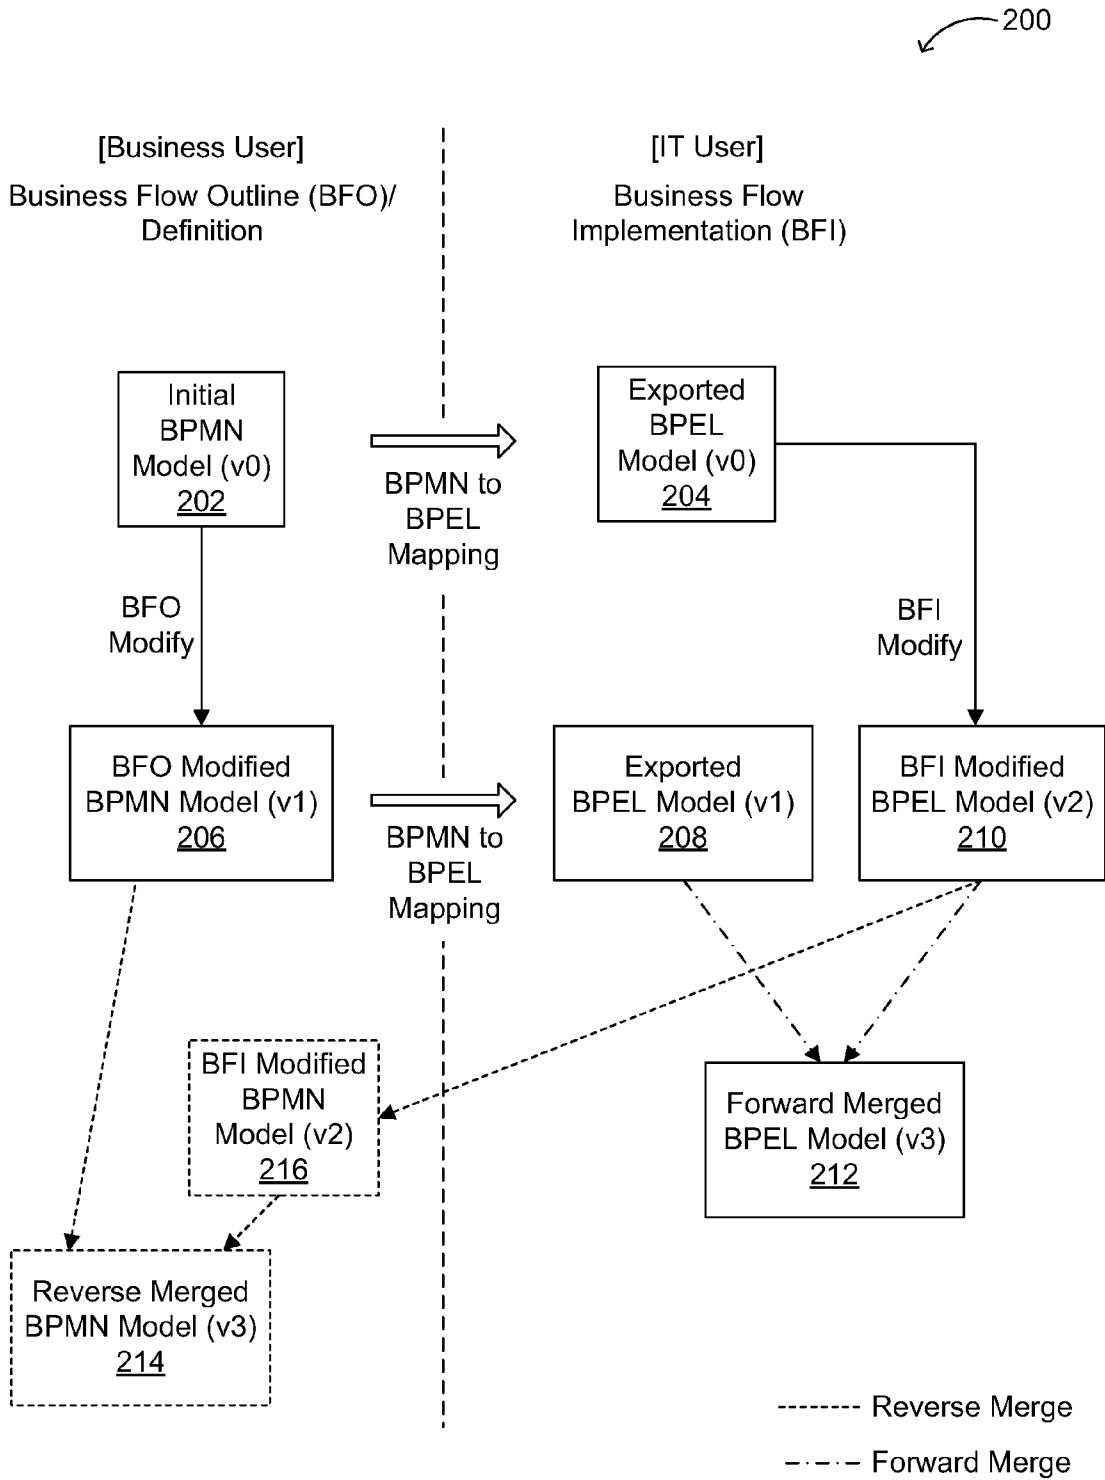 200
[Business User]
Business Flow Outline (BFO)/
Definition
[IT User]
Business Flow
Implementation (BFI)
Initial
BPMN
Model (v0)
202
BPMN to
BPEL
Mapping
Exported
BPEL
Model (v0)
204
BFO
Modify
BFI
Modify
BFO Modified
BPMN Model (v1)
206
BPMN to
BPEL
Mapping
Exported
BPEL Model (v1)
208
BFI Modified
BPEL Model (v2)
210
BFI Modified
BPMN
Model (v2)
216
Forward Merged
BPEL Model (v3)
212
Reverse Merged
BPMN Model (v3)
214
Reverse Merge
Forward Merge